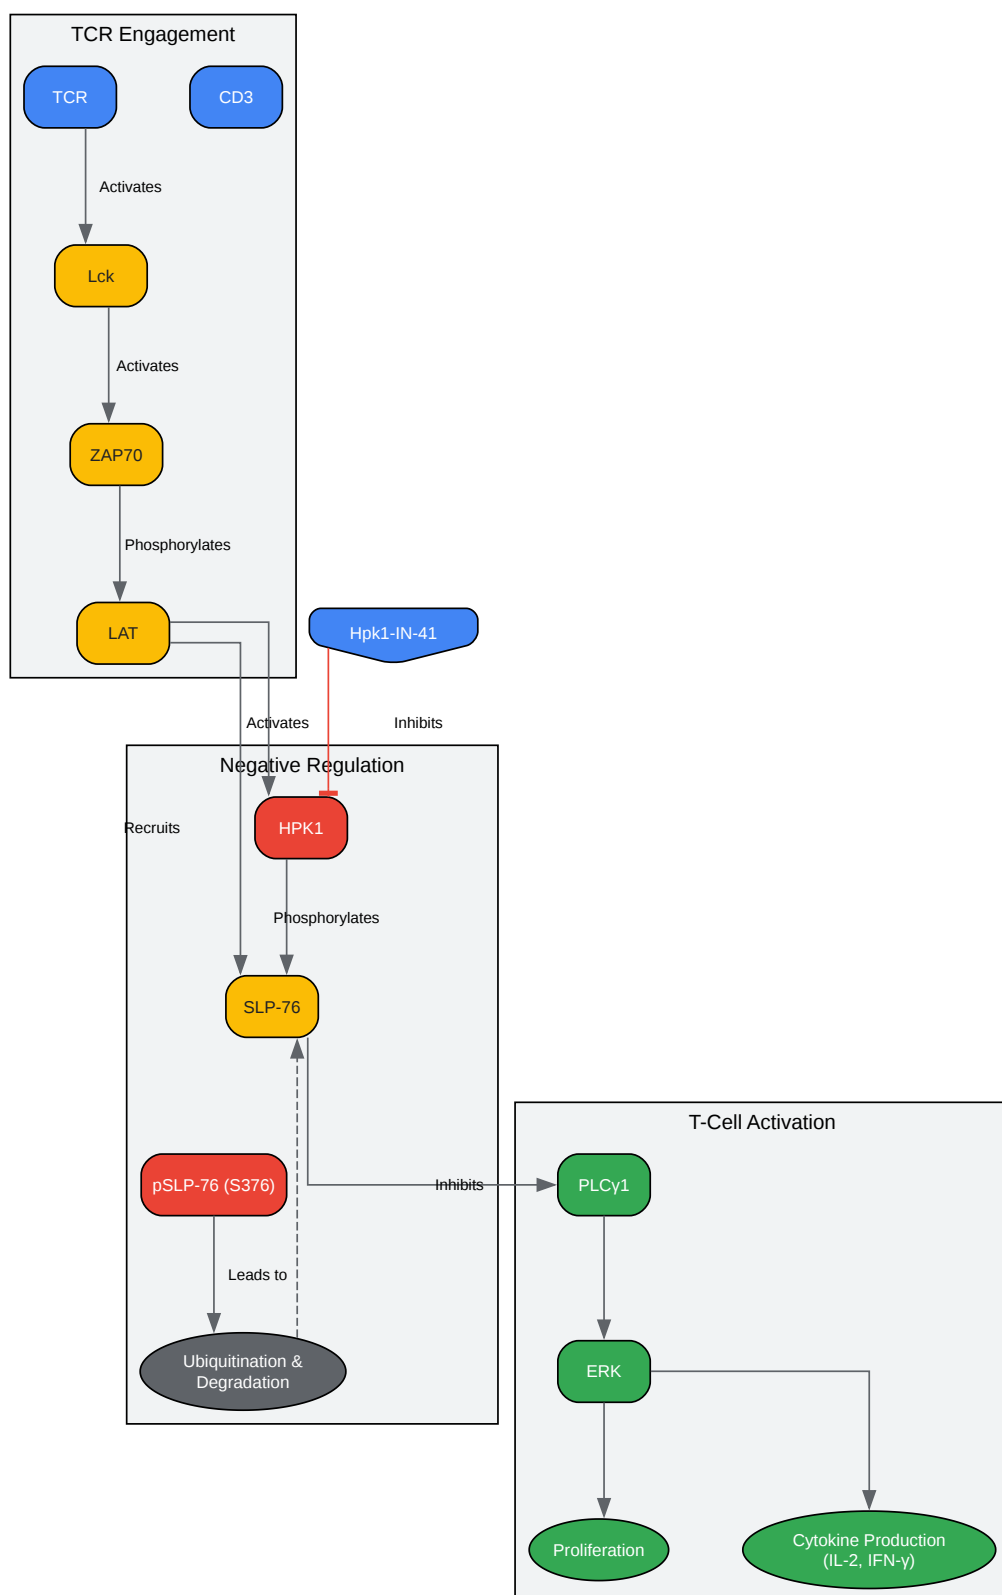 TCR Engagement
TCR
CD3
Activates
Lck
Activates
ZAP70
Phosphorylates
LAT
Hpk1-IN-41
Activates
Inhibits
Negative Regulation
HPK1
Recruits
Phosphorylates
SLP-76
T-Cell Activation
pSLP-76 (S376)
Inhibits
PLCγ1
Leads to
Ubiquitination &
Degradation
ERK
Proliferation
Cytokine Production
(IL-2, IFN-γ)